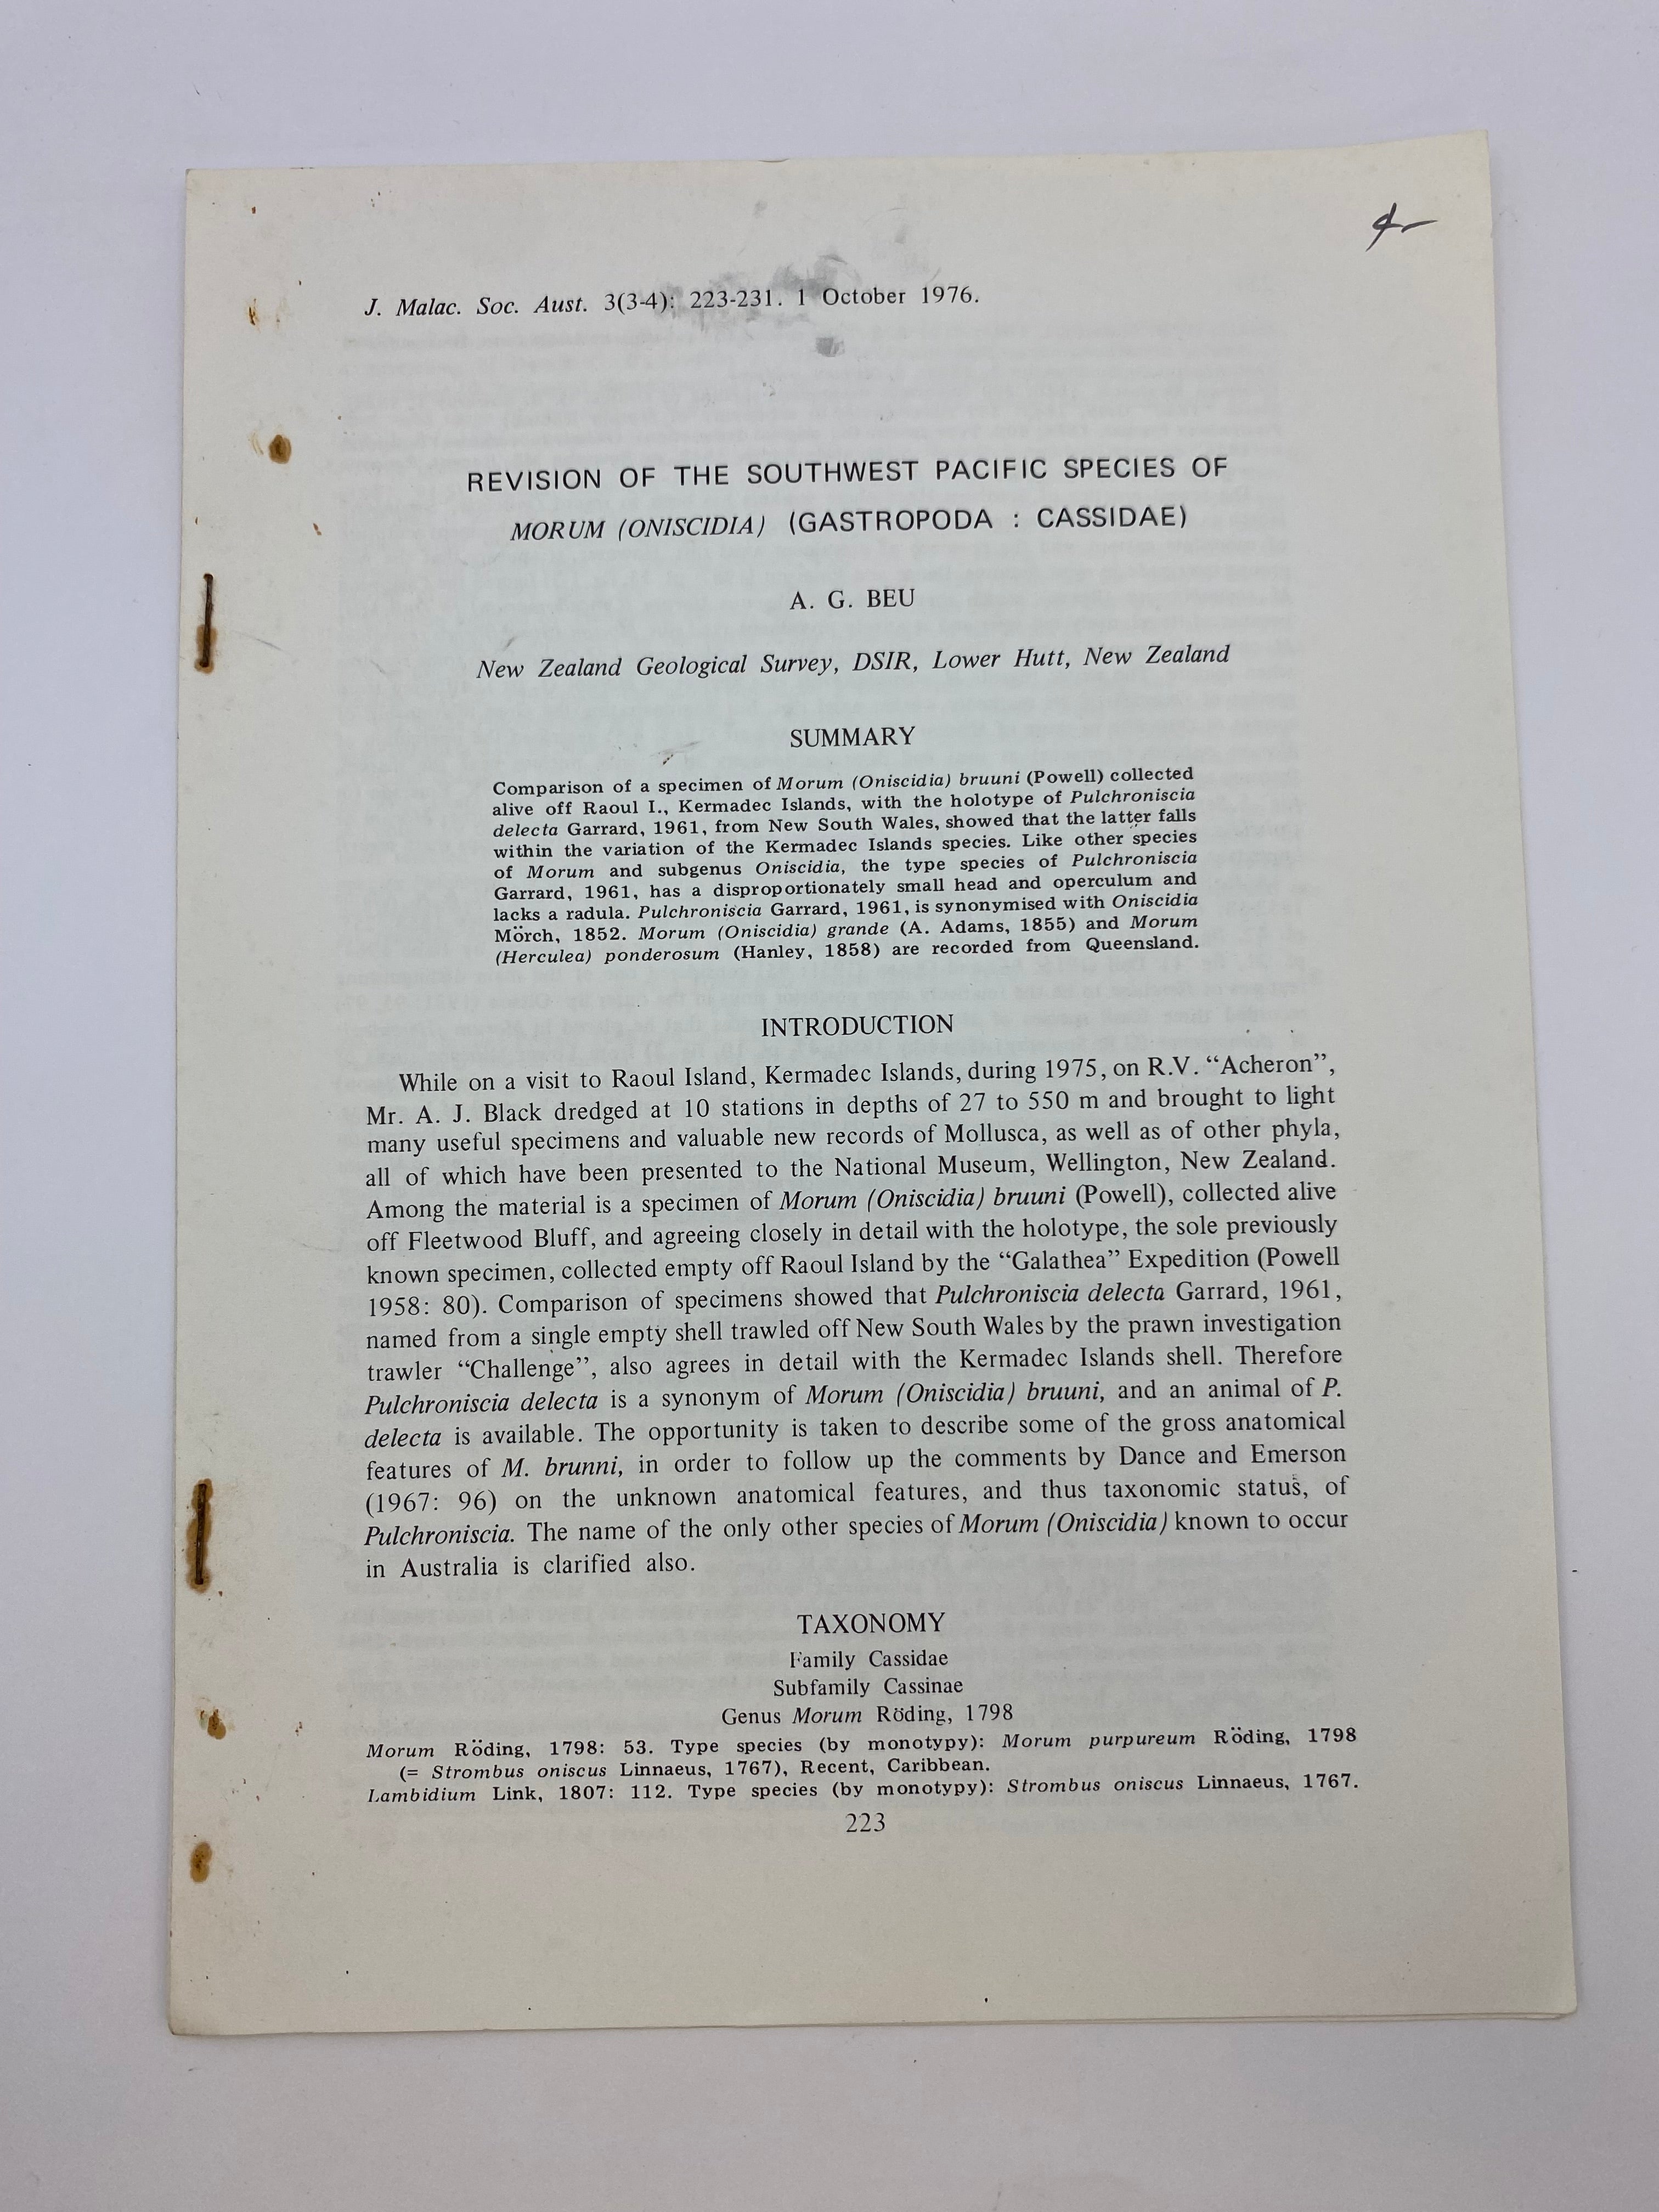 J. Malac. Soc. Aust. 3(3-4): 223-231. 1 October 1976.
REVISION OF THE SOUTHWEST PACIFIC SPECIES OF
MORUM (ONISCIDIA) (GASTROPODA : CASSIDAE)
A. G. BEU
New Zealand Geological Survey, DSIR, Lower Hutt, New Zealand
SUMMARY
Comparison of a specimen of Morum (Oniscidia) bruuni (Powell) collected
alive off Raoul I., Kermadec Islands, with the holotype of Pulchroniscia
delecta Garrard, 1961, from New South Wales, showed that the latter falls
within the variation of the Kermadec Islands species. Like other species
of Morum and subgenus Oniscidia, the type species of Pulchroniscia
Garrard, 1961, has a disproportionately small head and operculum and
lacks a radula. Pulchroniscia Garrard, 1961, is synonymised with Oniscidia
Mörch, 1852. Morum (Oniscidia) grande (A. Adams, 1855) and Morum
(Herculea) ponderosum (Hanley, 1858) are recorded from Queensland.
INTRODUCTION
While on a visit to Raoul Island, Kermadec Islands, during 1975, on R.V. “Acheron”,
Mr. A. J. Black dredged at 10 stations in depths of 27 to 550 m and brought to light
many useful specimens and valuable new records of Mollusca, as well as of other phyla,
all of which have been presented to the National Museum, Wellington, New Zealand.
Among the material is a specimen of Morum (Oniscidia) bruuni (Powell), collected alive
off Fleetwood Bluff, and agreeing closely in detail with the holotype, the sole previously
known specimen, collected empty off Raoul Island by the “Galathea” Expedition (Powell
1958: 80). Comparison of specimens showed that Pulchroniscia delecta Garrard, 1961,
named from a single empty shell trawled off New South Wales by the prawn investigation
trawler “Challenge”, also agrees in detail with the Kermadec Islands shell. Therefore
Pulchroniscia delecta is a synonym of Morum (Oniscidia) bruuni, and an animal of P.
delecta is available. The opportunity is taken to describe some of the gross anatomical
features of M. brunni, in order to follow up the comments by Dance and Emerson
(1967: 96) on the unknown anatomical features, and thus taxonomic status, of
Pulchroniscia. The name of the only other species of Morum (Oniscidia) known to occur
in Australia is clarified also.
TAXONOMY
Family Cassidae
Subfamily Cassinae
Genus Morum Röding, 1798
Morum Röding, 1798: 53. Type species (by monotypy): Morum purpureum Röding, 1798
(= Strombus oniscus Linnaeus, 1767), Recent, Caribbean.
Lambidium Link, 1807: 112. Type species (by monotypy): Strombus oniscus Linnaeus, 1767.
223